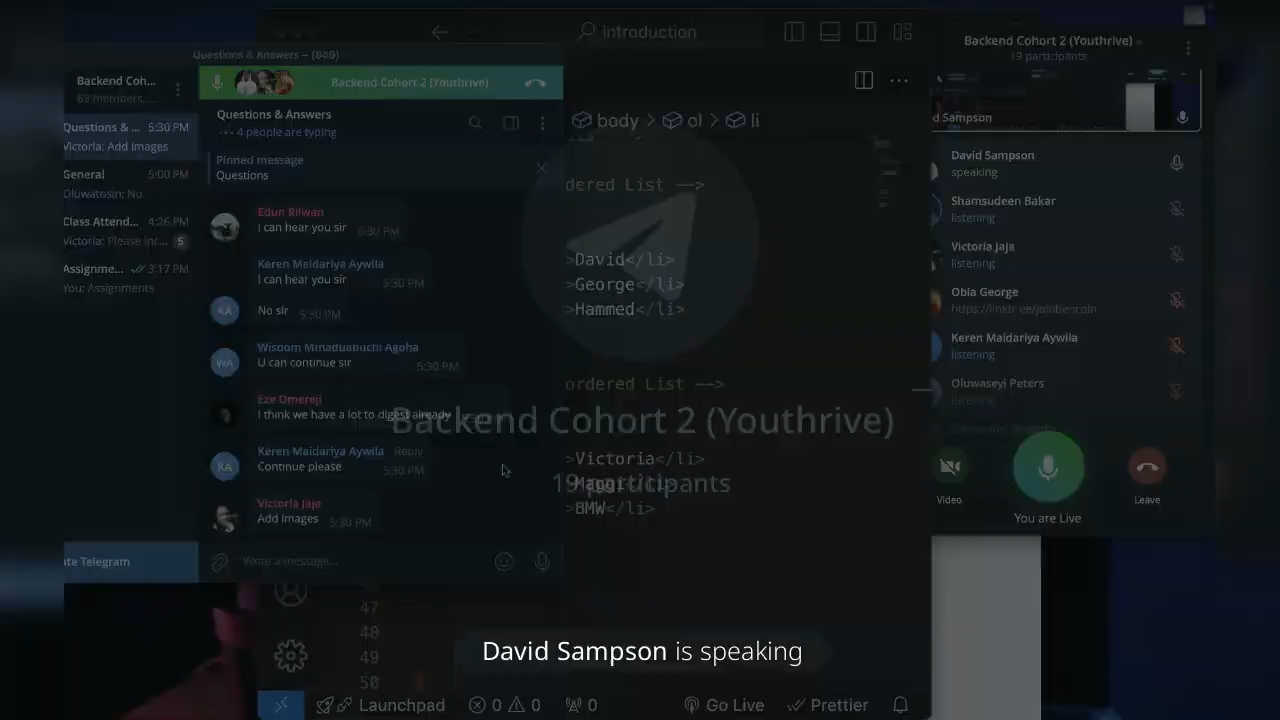 introduction
Questions & Answers – (849)
Backend Cohort 2 (Youthrive)
19 participants
Backend Coh...
63 members, ...
Backend Cohort 2 (Youthrive)
Questions & Answers
4 people are typing
Questions & ... 5:30 PM
Victoria: Add Images
General 5:00 PM
Oluwatosin: No
Class Attend... 4:26 PM
Victoria: Please inc... 5
Assignme... 3:17 PM
You: Assignments
Pinned message
Questions
Edun Rilwan
I can hear you sir 5:30 PM
Keren Maidariya Aywila
I can hear you sir 5:30 PM
KA
No sir 5:30 PM
Wisdom Minaduabuchi Agoha
WA
U can continue sir 5:30 PM
Eze Omereji
I think we have a lot to digest already
Keren Maidariya Aywila Reply
KA
Continue please 5:30 PM
Victoria Jaja
Add Images 5:30 PM
Write a message...
ate Telegram
body > ol > li
dered List -->
>David</li>
>George</li>
>Hammed</li>
ordered List -->
>Victoria</li>
>BMW</li>
Backend Cohort 2 (Youthrive)
19 participants
d Sampson
David Sampson
speaking
Shamsudeen Bakar
listening
Victoria Jaja
listening
Obia George
Keren Maidariya Aywila
listening
Oluwaseyi Peters
listening
Video
Leave
You are Live
47
48
49
50
David Sampson is speaking
Launchpad 0 0 0 Go Live Prettier